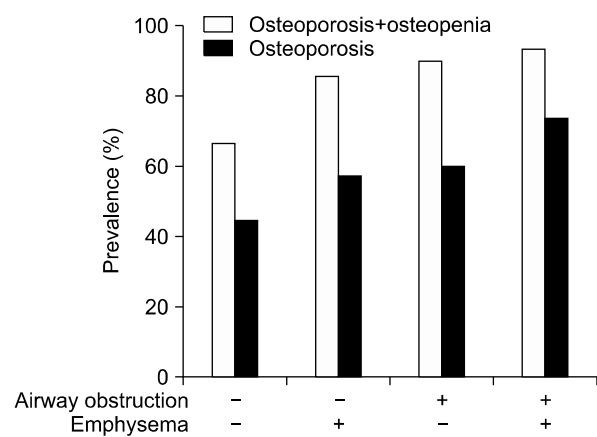 Osteoporosis+osteopenia
Osteoporosis
Prevalence (%)
100
80
60
40
20
0
Airway obstruction − − + +
Emphysema − + − +